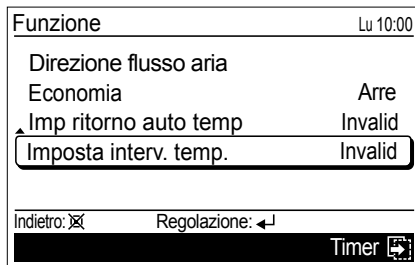 Funzione Lu 10:00
Direzione flusso aria
Economia Arre
Imp ritorno auto temp Invalid
Imposta interv. temp. Invalid
Indietro: Regolazione:
Timer